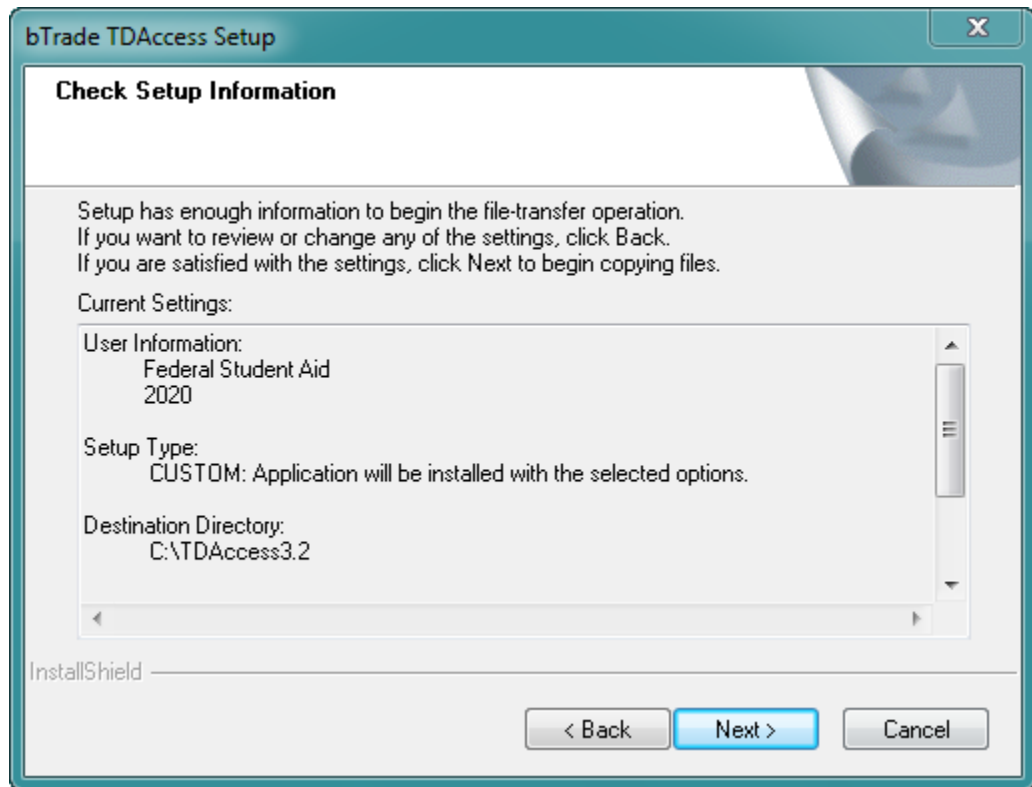 bTrade TDAccess Setup
Check Setup Information
Setup has enough information to begin the file-transfer operation.
If you want to review or change any of the settings, click Back.
If you are satisfied with the settings, click Next to begin copying files.
Current Settings:
User Information:
Federal Student Aid
2020
Setup Type:
CUSTOM: Application will be installed with the selected options.
Destination Directory:
C:\TDAccess3.2
InstallShield
< Back
Next >
Cancel